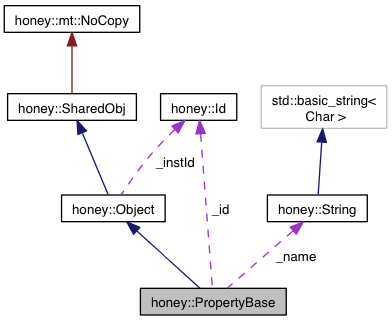 honey::mt::NoCopy
honey::SharedObj
honey::Id
std::basic_string<
Char >
_instId
_id
honey::Object
honey::String
_name
honey::PropertyBase